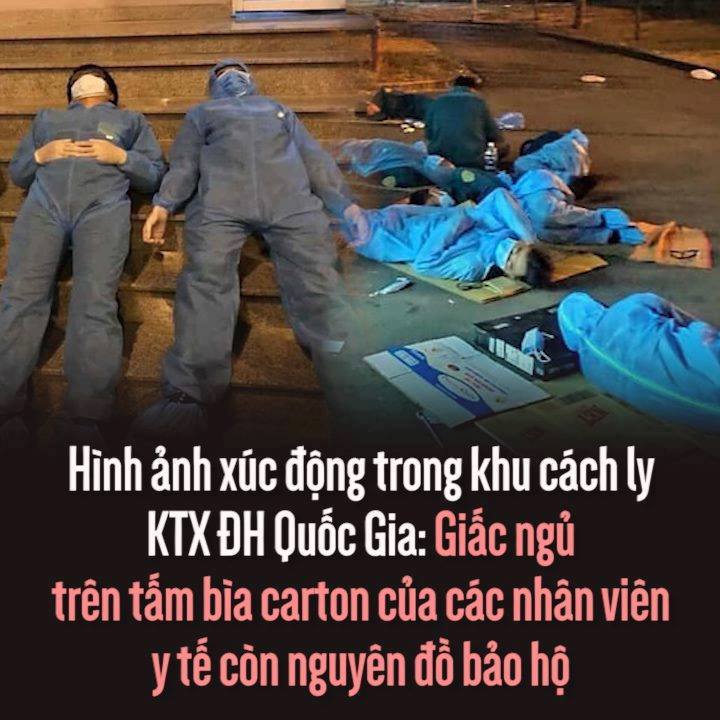 Hình ảnh xúc động trong khu cách ly
KTX ĐH Quốc Gia: Giấc ngủ
trên tấm bìa carton của các nhân viên
y tế còn nguyên đồ bảo hộ